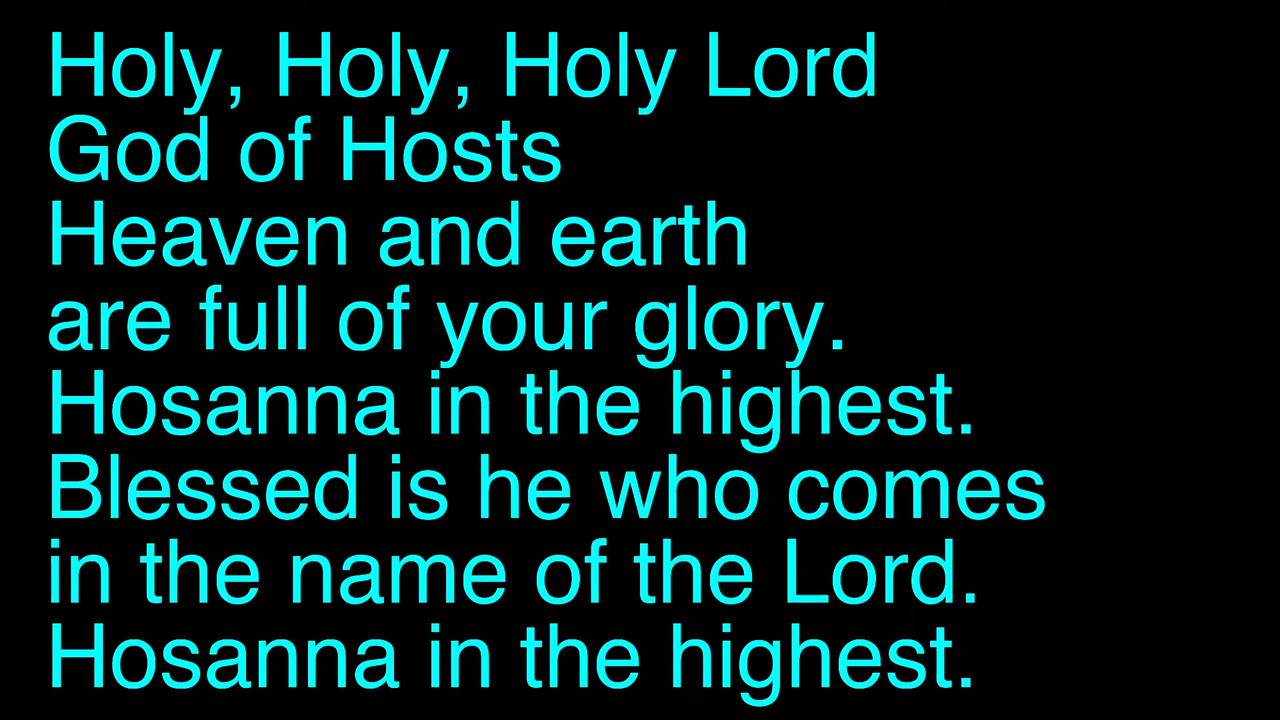 Holy, Holy, Holy Lord
God of Hosts
Heaven and earth
are full of your glory.
Hosanna in the highest.
Blessed is he who comes
in the name of the Lord.
Hosanna in the highest.